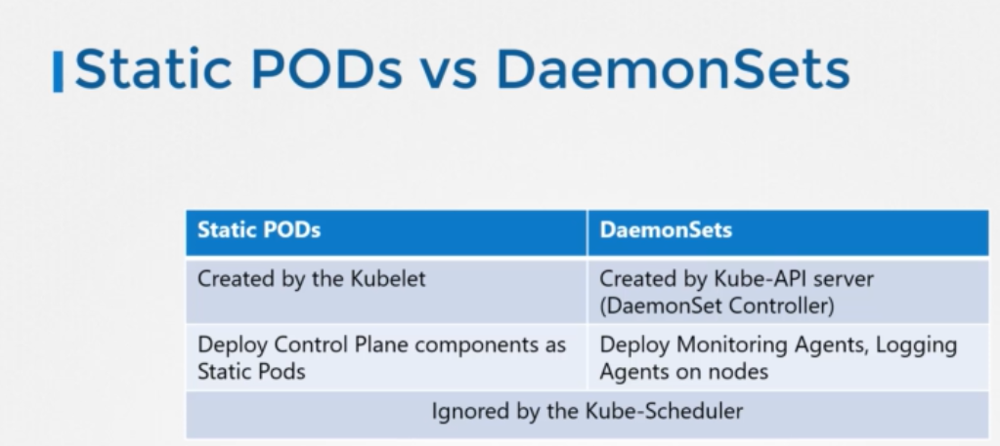 Static PODs vs DaemonSets
Static PODs
DaemonSets
Created by the Kubelet
Created by Kube-API server
(DaemonSet Controller)
Deploy Control Plane components as
Static Pods
Deploy Monitoring Agents, Logging
Agents on nodes
Ignored by the Kube-Scheduler